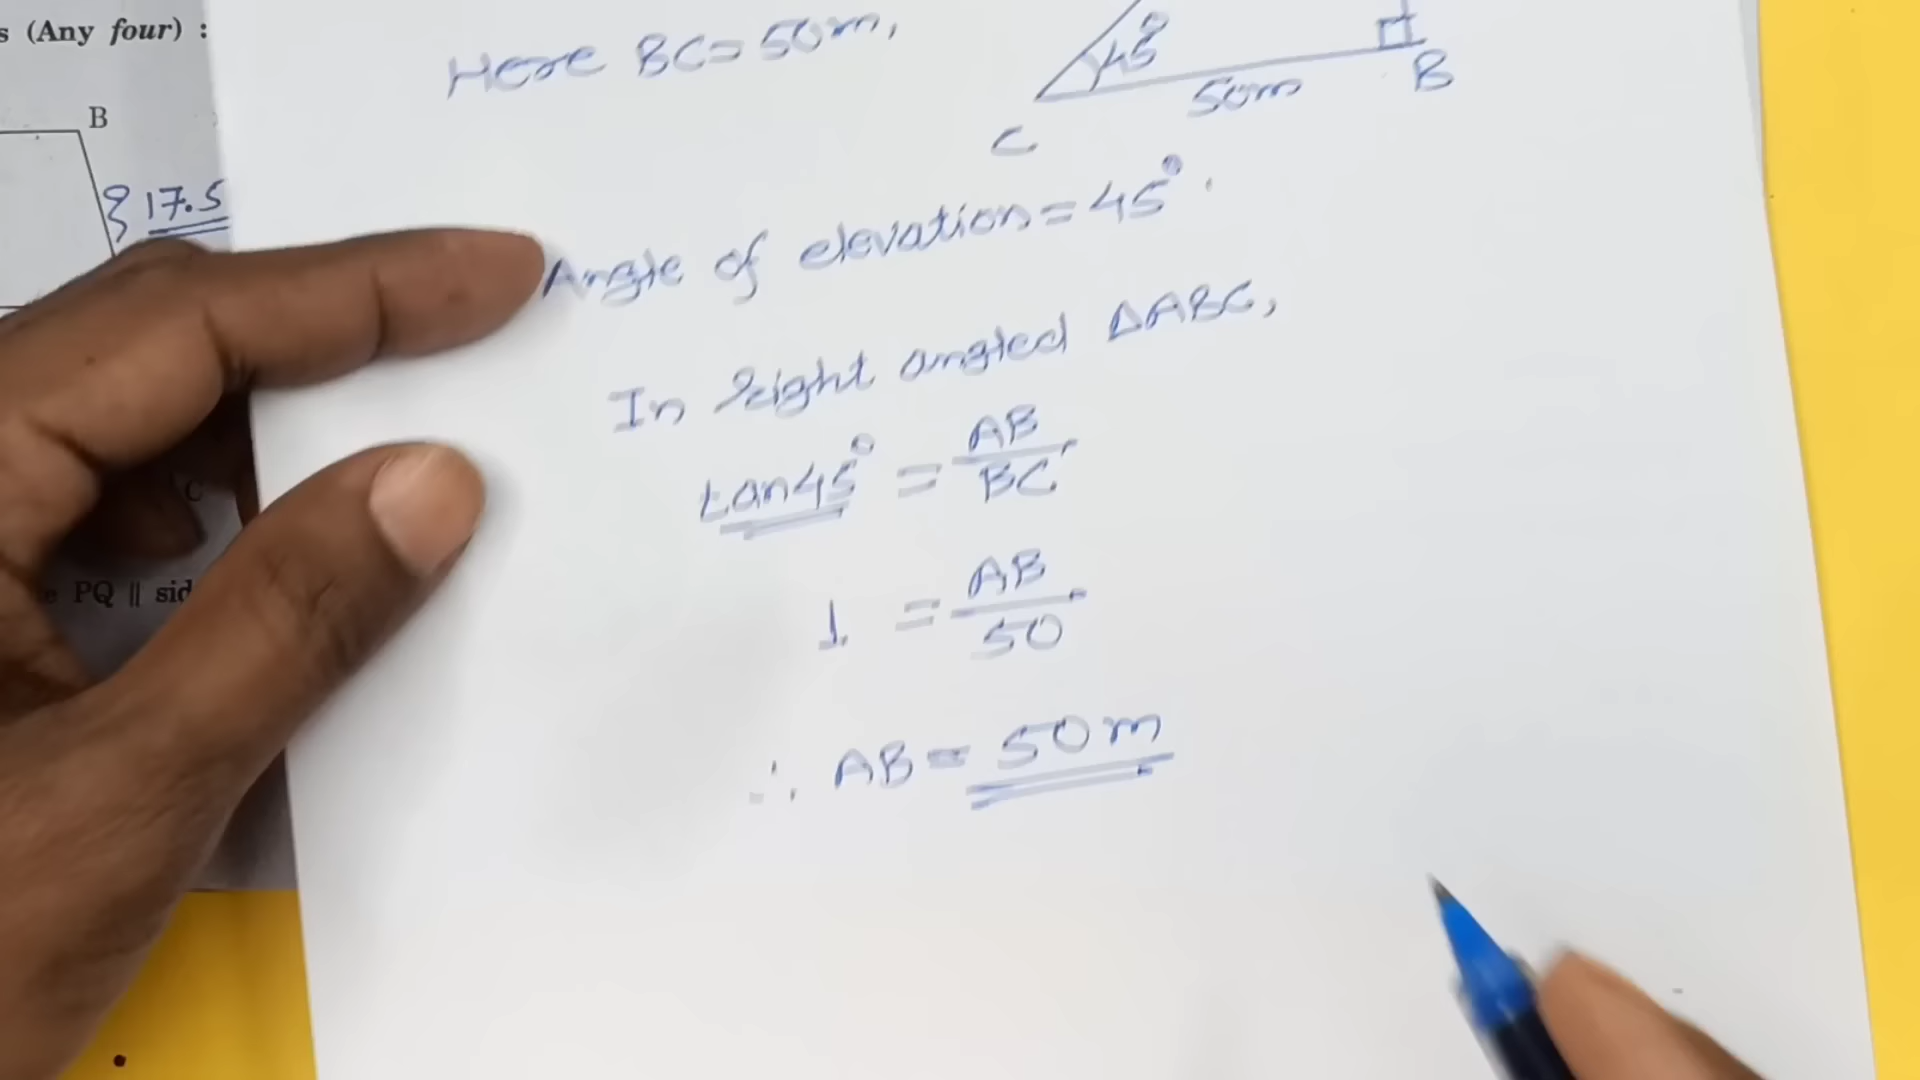 s (Any four) :
B
17.5
C
PQ || sid
Here BC = 50m,
45°
50m
B
C
Angle of elevation = 45°.
In right angled ΔABC,
tan45° = AB/BC
1 = AB/50
∴ AB = 50m